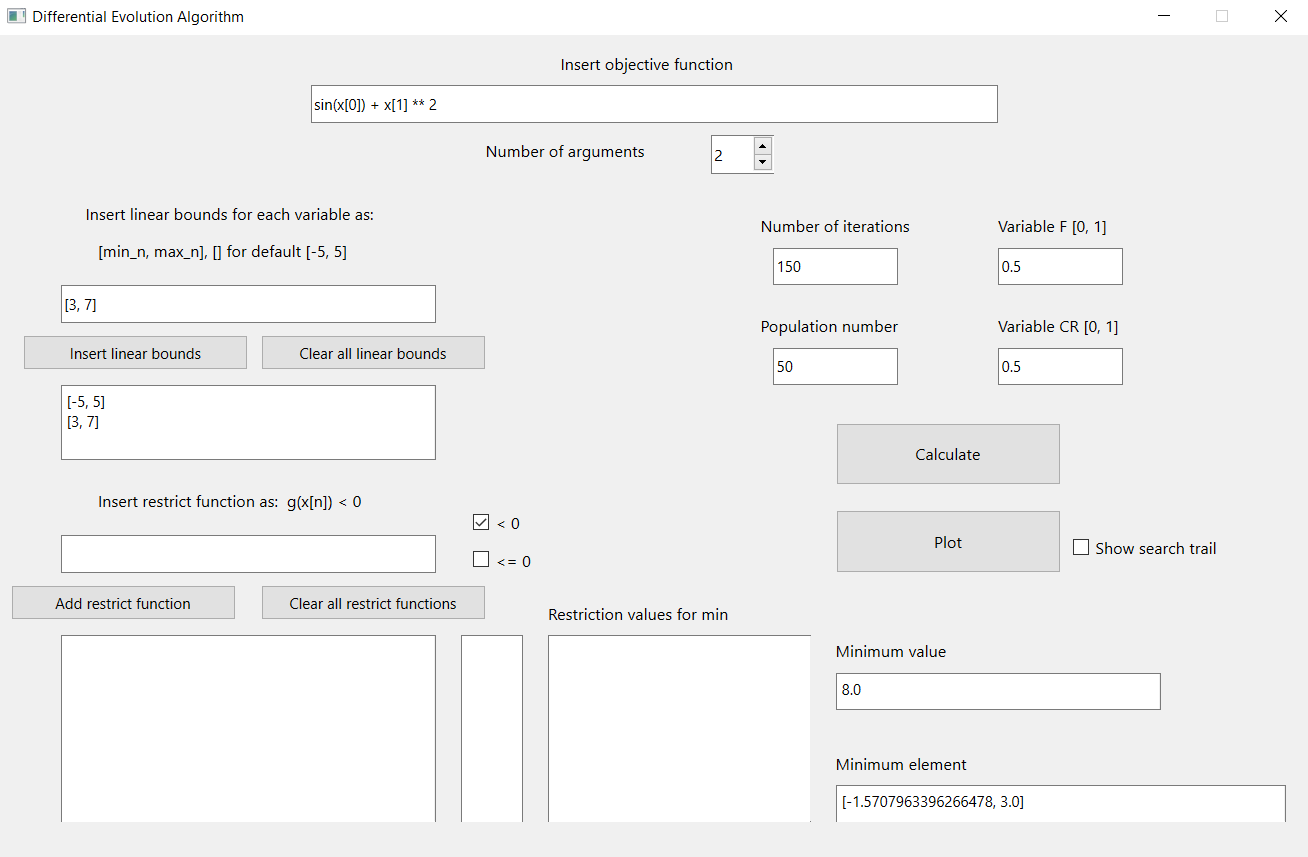 Differential Evolution Algorithm
Insert objective function
sin(x[0]) + x[1] ** 2
Number of arguments
2
Insert linear bounds for each variable as:
[min_n, max_n], [] for default [-5, 5]
[3, 7]
Insert linear bounds
Clear all linear bounds
[-5, 5]
[3, 7]
Insert restrict function as:  g(x[n]) < 0
< 0
<= 0
Add restrict function
Clear all restrict functions
Number of iterations
Variable F [0, 1]
150
0.5
Population number
Variable CR [0, 1]
50
0.5
Calculate
Plot
Show search trail
Restriction values for min
Minimum value
8.0
Minimum element
[-1.5707963396266478, 3.0]